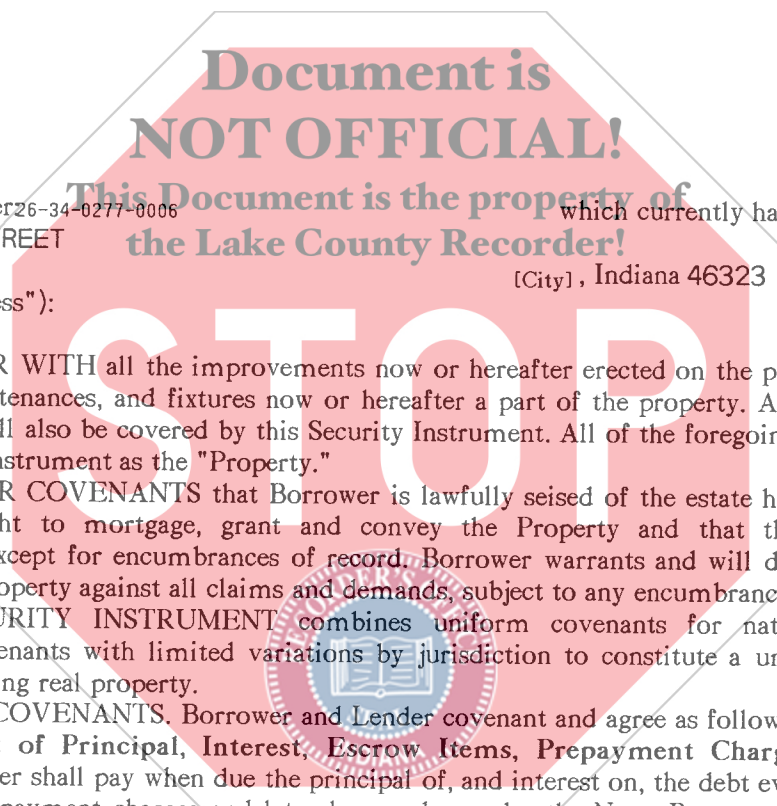 Document is
NOT OFFICIAL!
This Document is the property of
the Lake County Recorder!
er26-34-0277-0006 which currently ha
REET
[City], Indiana 46323
ss"):
STOP
R WITH all the improvements now or hereafter erected on the p
tenances, and fixtures now or hereafter a part of the property. A
ll also be covered by this Security Instrument. All of the foregoin
nstrument as the "Property."
R COVENANTS that Borrower is lawfully seised of the estate h
ht to mortgage, grant and convey the Property and that th
xcept for encumbrances of record. Borrower warrants and will d
operty against all claims and demands, subject to any encumbranc
URITY INSTRUMENT combines uniform covenants for nat
enants with limited variations by jurisdiction to constitute a u
ng real property.
RECORDER'S OFFICE
INDIANA
COVENANTS. Borrower and Lender covenant and agree as follow
t of Principal, Interest, Escrow Items, Prepayment Charg
er shall pay when due the principal of, and interest on, the debt ev